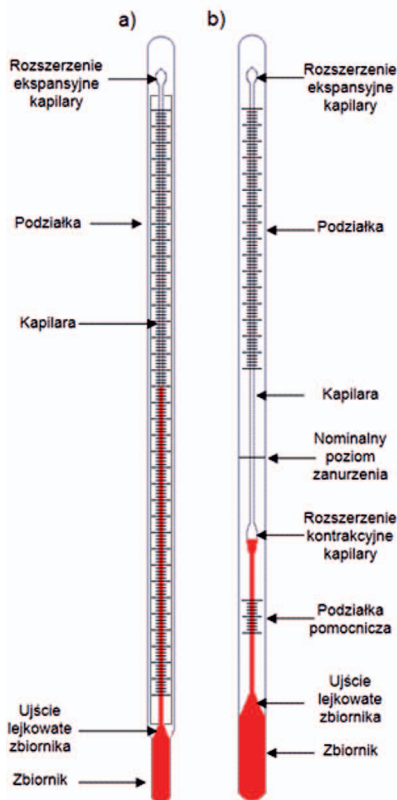 a)
Rozszerzenie
ekspansyjne
kapilary
Podziałka
Kapilara
Ujście
lejkowate
zbiornika
Zbiornik
b)
Rozszerzenie
ekspansyjne
kapilary
Podziałka
Kapilara
Nominalny
poziom
zanurzenia
Rozszerzenie
kontrakcyjne
kapilary
Podziałka
pomocnicza
Ujście
lejkowate
zbiornika
Zbiornik